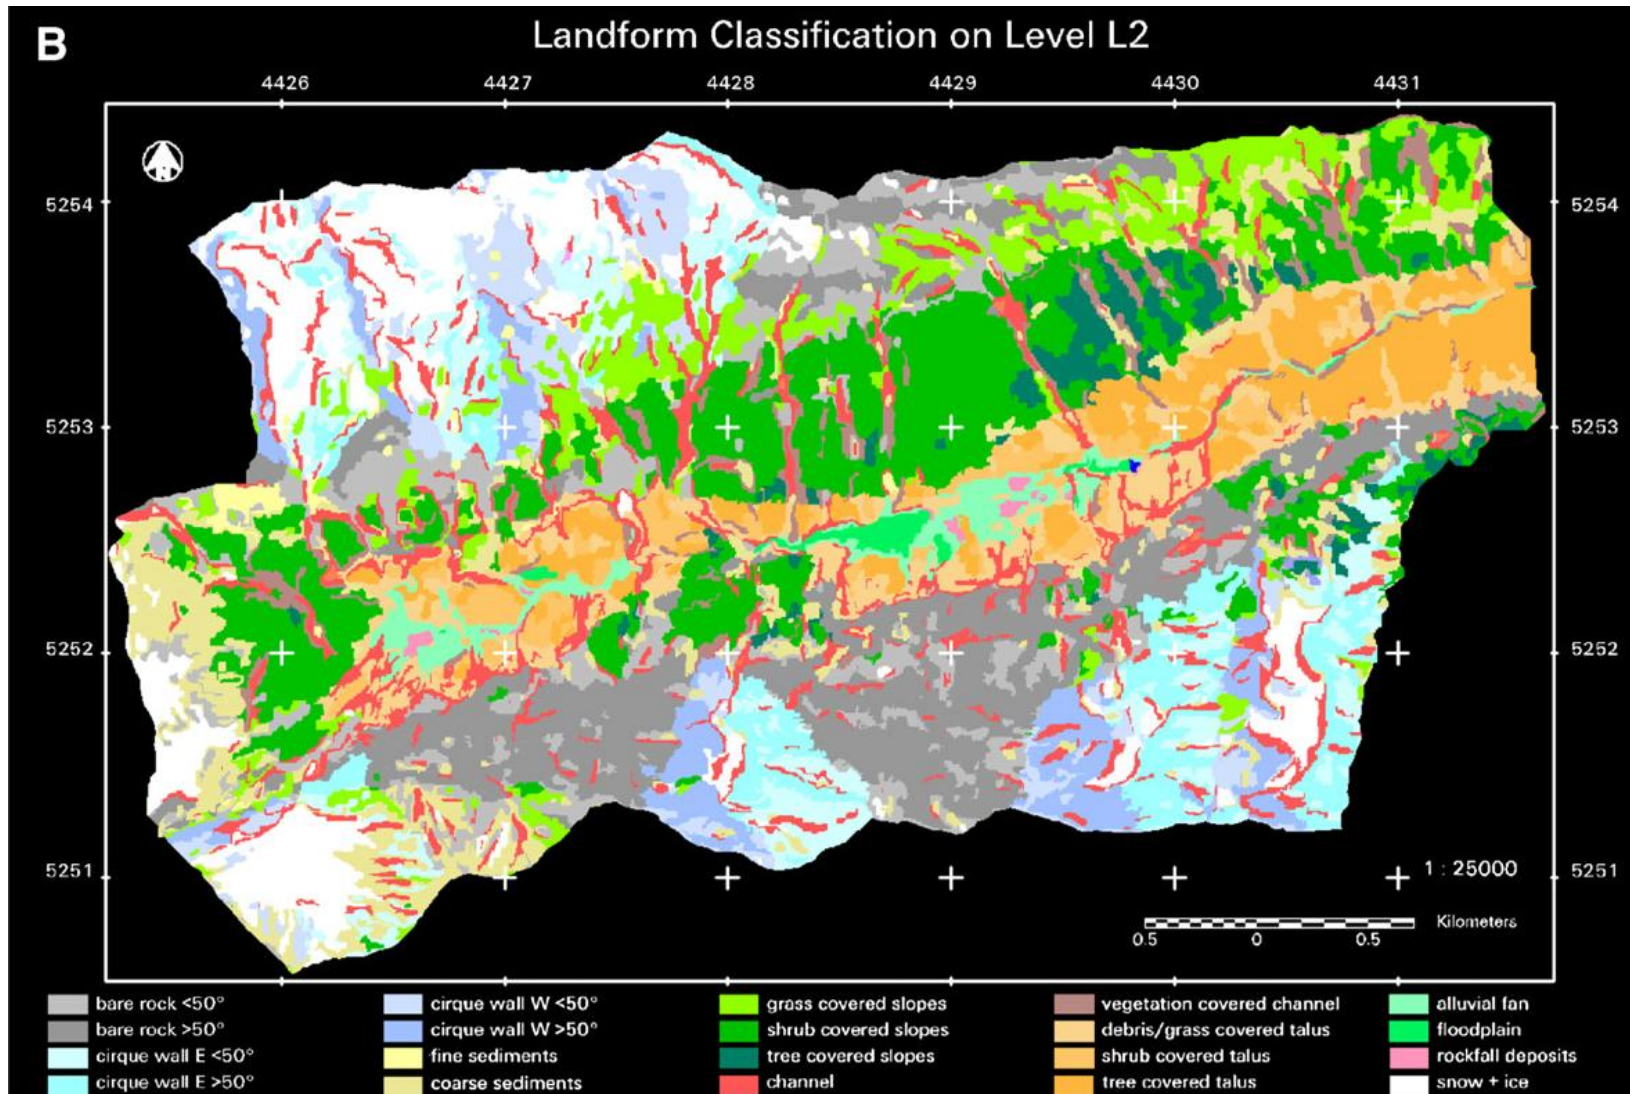 B
Landform Classification on Level L2
4426 4427 4428 4429 4430 4431
N
5254 5254
5253 5253
5252 5252
5251 5251
1 : 25000
Kilometers
0.5 0 0.5
bare rock <50° cirque wall W <50° grass covered slopes vegetation covered channel alluvial fan
bare rock >50° cirque wall W >50° shrub covered slopes debris/grass covered talus floodplain
cirque wall E <50° fine sediments tree covered slopes shrub covered talus rockfall deposits
cirque wall E >50° coarse sediments channel tree covered talus snow + ice